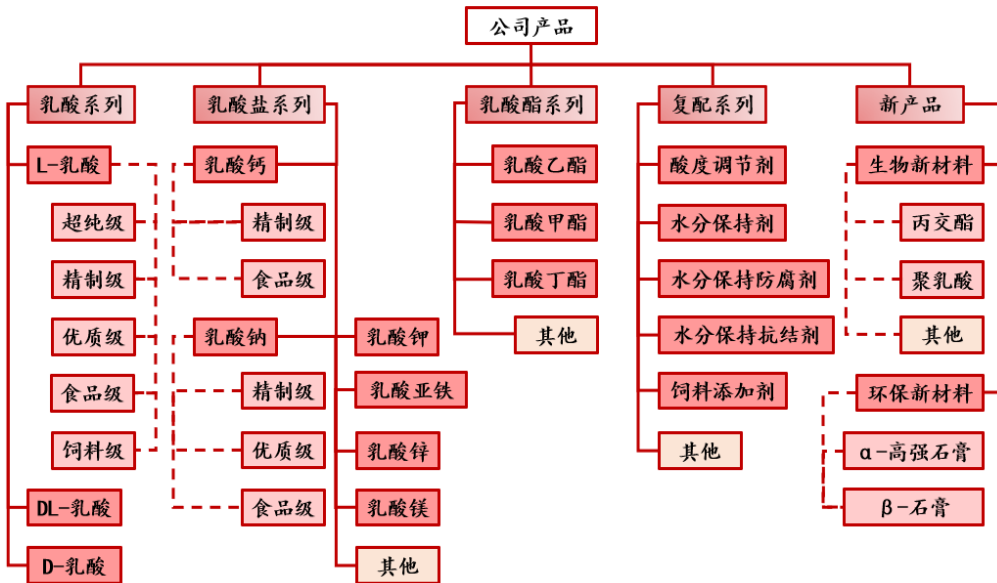 公司产品
乳酸系列
乳酸盐系列
乳酸酯系列
复配系列
新产品
L-乳酸
乳酸钙
乳酸乙酯
酸度调节剂
生物新材料
超纯级
精制级
乳酸甲酯
水分保持剂
丙交酯
精制级
食品级
乳酸丁酯
水分保持防腐剂
聚乳酸
优质级
乳酸钠
乳酸钾
其他
水分保持抗结剂
其他
食品级
精制级
乳酸亚铁
饲料添加剂
环保新材料
饲料级
优质级
乳酸锌
其他
α-高强石膏
DL-乳酸
食品级
乳酸镁
β-石膏
D-乳酸
其他